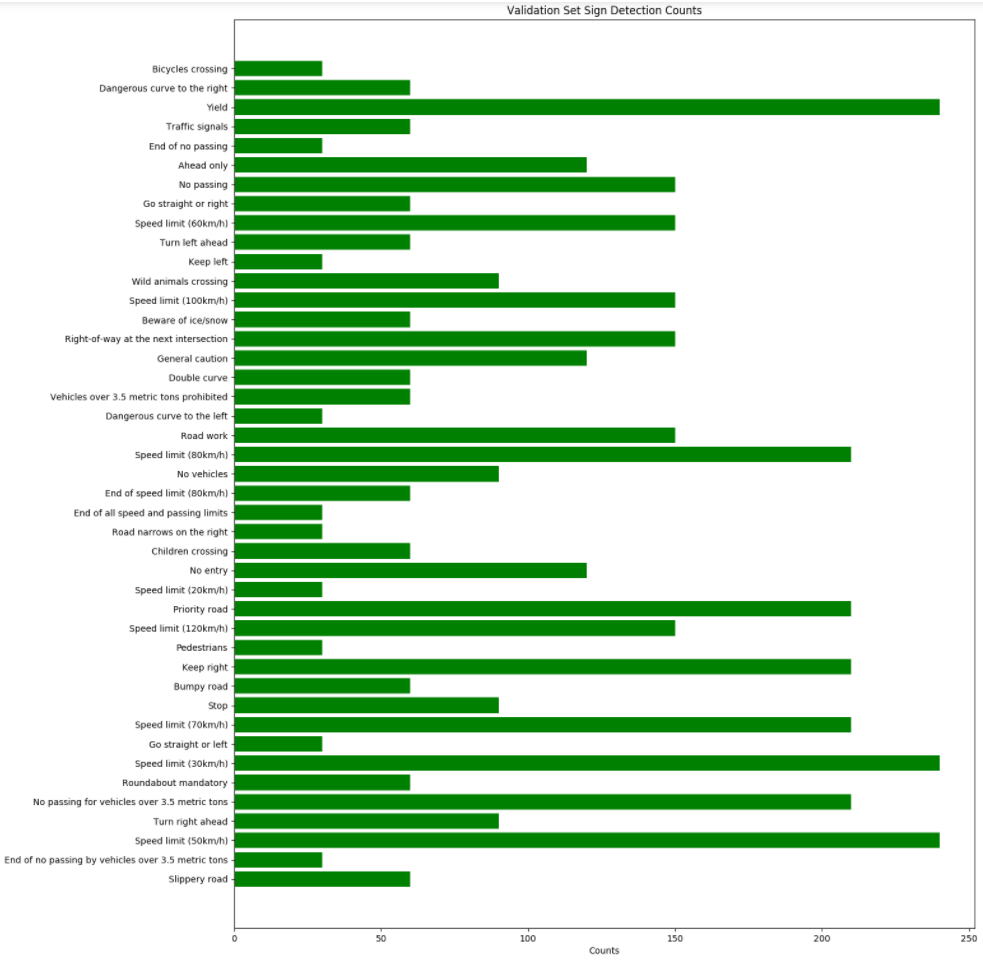 Validation Set Sign Detection Counts
Bicycles crossing
Dangerous curve to the right
Yield
Traffic signals
End of no passing
Ahead only
No passing
Go straight or right
Speed limit (60km/h)
Turn left ahead
Keep left
Wild animals crossing
Speed limit (100km/h)
Beware of ice/snow
Right-of-way at the next intersection
General caution
Double curve
Vehicles over 3.5 metric tons prohibited
Dangerous curve to the left
Road work
Speed limit (80km/h)
No vehicles
End of speed limit (80km/h)
End of all speed and passing limits
Road narrows on the right
Children crossing
No entry
Speed limit (20km/h)
Priority road
Speed limit (120km/h)
Pedestrians
Keep right
Bumpy road
Stop
Speed limit (70km/h)
Go straight or left
Speed limit (30km/h)
Roundabout mandatory
No passing for vehicles over 3.5 metric tons
Turn right ahead
Speed limit (50km/h)
End of no passing by vehicles over 3.5 metric tons
Slippery road
0 50 100 150 200 250
Counts